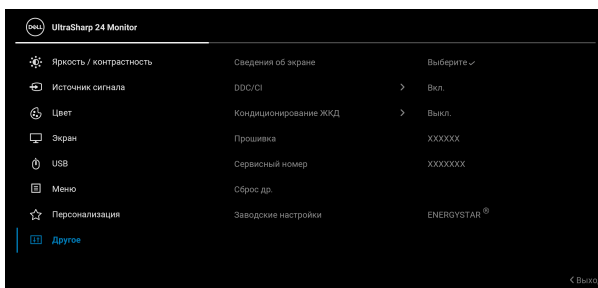 DELL UltraSharp 24 Monitor
Яркость / контрастность Сведения об экране Выберите
Источник сигнала DDC/CI Вкл.
Цвет Кондиционирование ЖКД Выкл.
Экран Прошивка XXXXXX
USB Сервисный номер XXXXXXX
Меню Сброс др.
Персонализация Заводские настройки ENERGYSTAR ®
Другое
Выхо